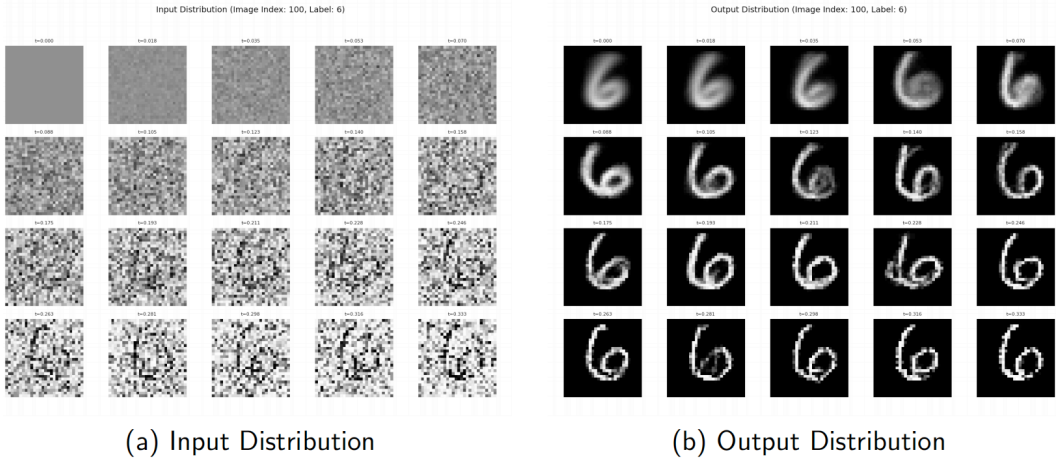 Input Distribution (Image Index: 100, Label: 6)
t=0.000 t=0.018 t=0.035 t=0.053 t=0.070
t=0.088 t=0.105 t=0.123 t=0.140 t=0.158
t=0.175 t=0.193 t=0.211 t=0.228 t=0.246
t=0.263 t=0.281 t=0.298 t=0.316 t=0.333
(a) Input Distribution
Output Distribution (Image Index: 100, Label: 6)
t=0.000 t=0.018 t=0.035 t=0.053 t=0.070
t=0.088 t=0.105 t=0.123 t=0.140 t=0.158
t=0.175 t=0.193 t=0.211 t=0.228 t=0.246
t=0.263 t=0.281 t=0.298 t=0.316 t=0.333
(b) Output Distribution